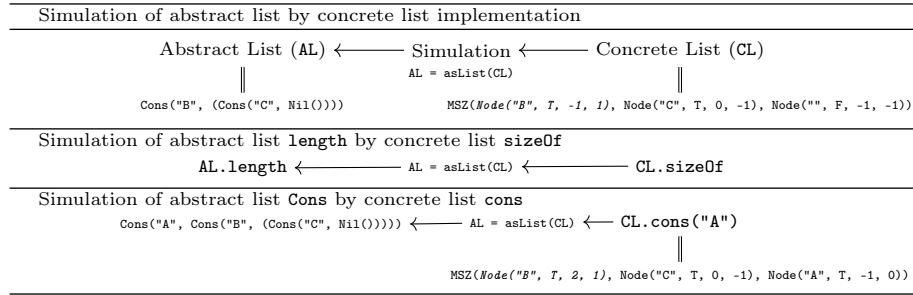 Simulation of abstract list by concrete list implementation
Abstract List (AL) Simulation Concrete List (CL)
AL = asList(CL)
Cons("B", (Cons("C", Nil()))) MSZ(Node("B", T, -1, 1), Node("C", T, 0, -1), Node("", F, -1, -1))
Simulation of abstract list length by concrete list sizeOf
AL.length AL = asList(CL) CL.sizeOf
Simulation of abstract list Cons by concrete list cons
Cons("A", Cons("B", (Cons("C", Nil())))) AL = asList(CL) CL.cons("A")
MSZ(Node("B", T, 2, 1), Node("C", T, 0, -1), Node("A", T, -1, 0))